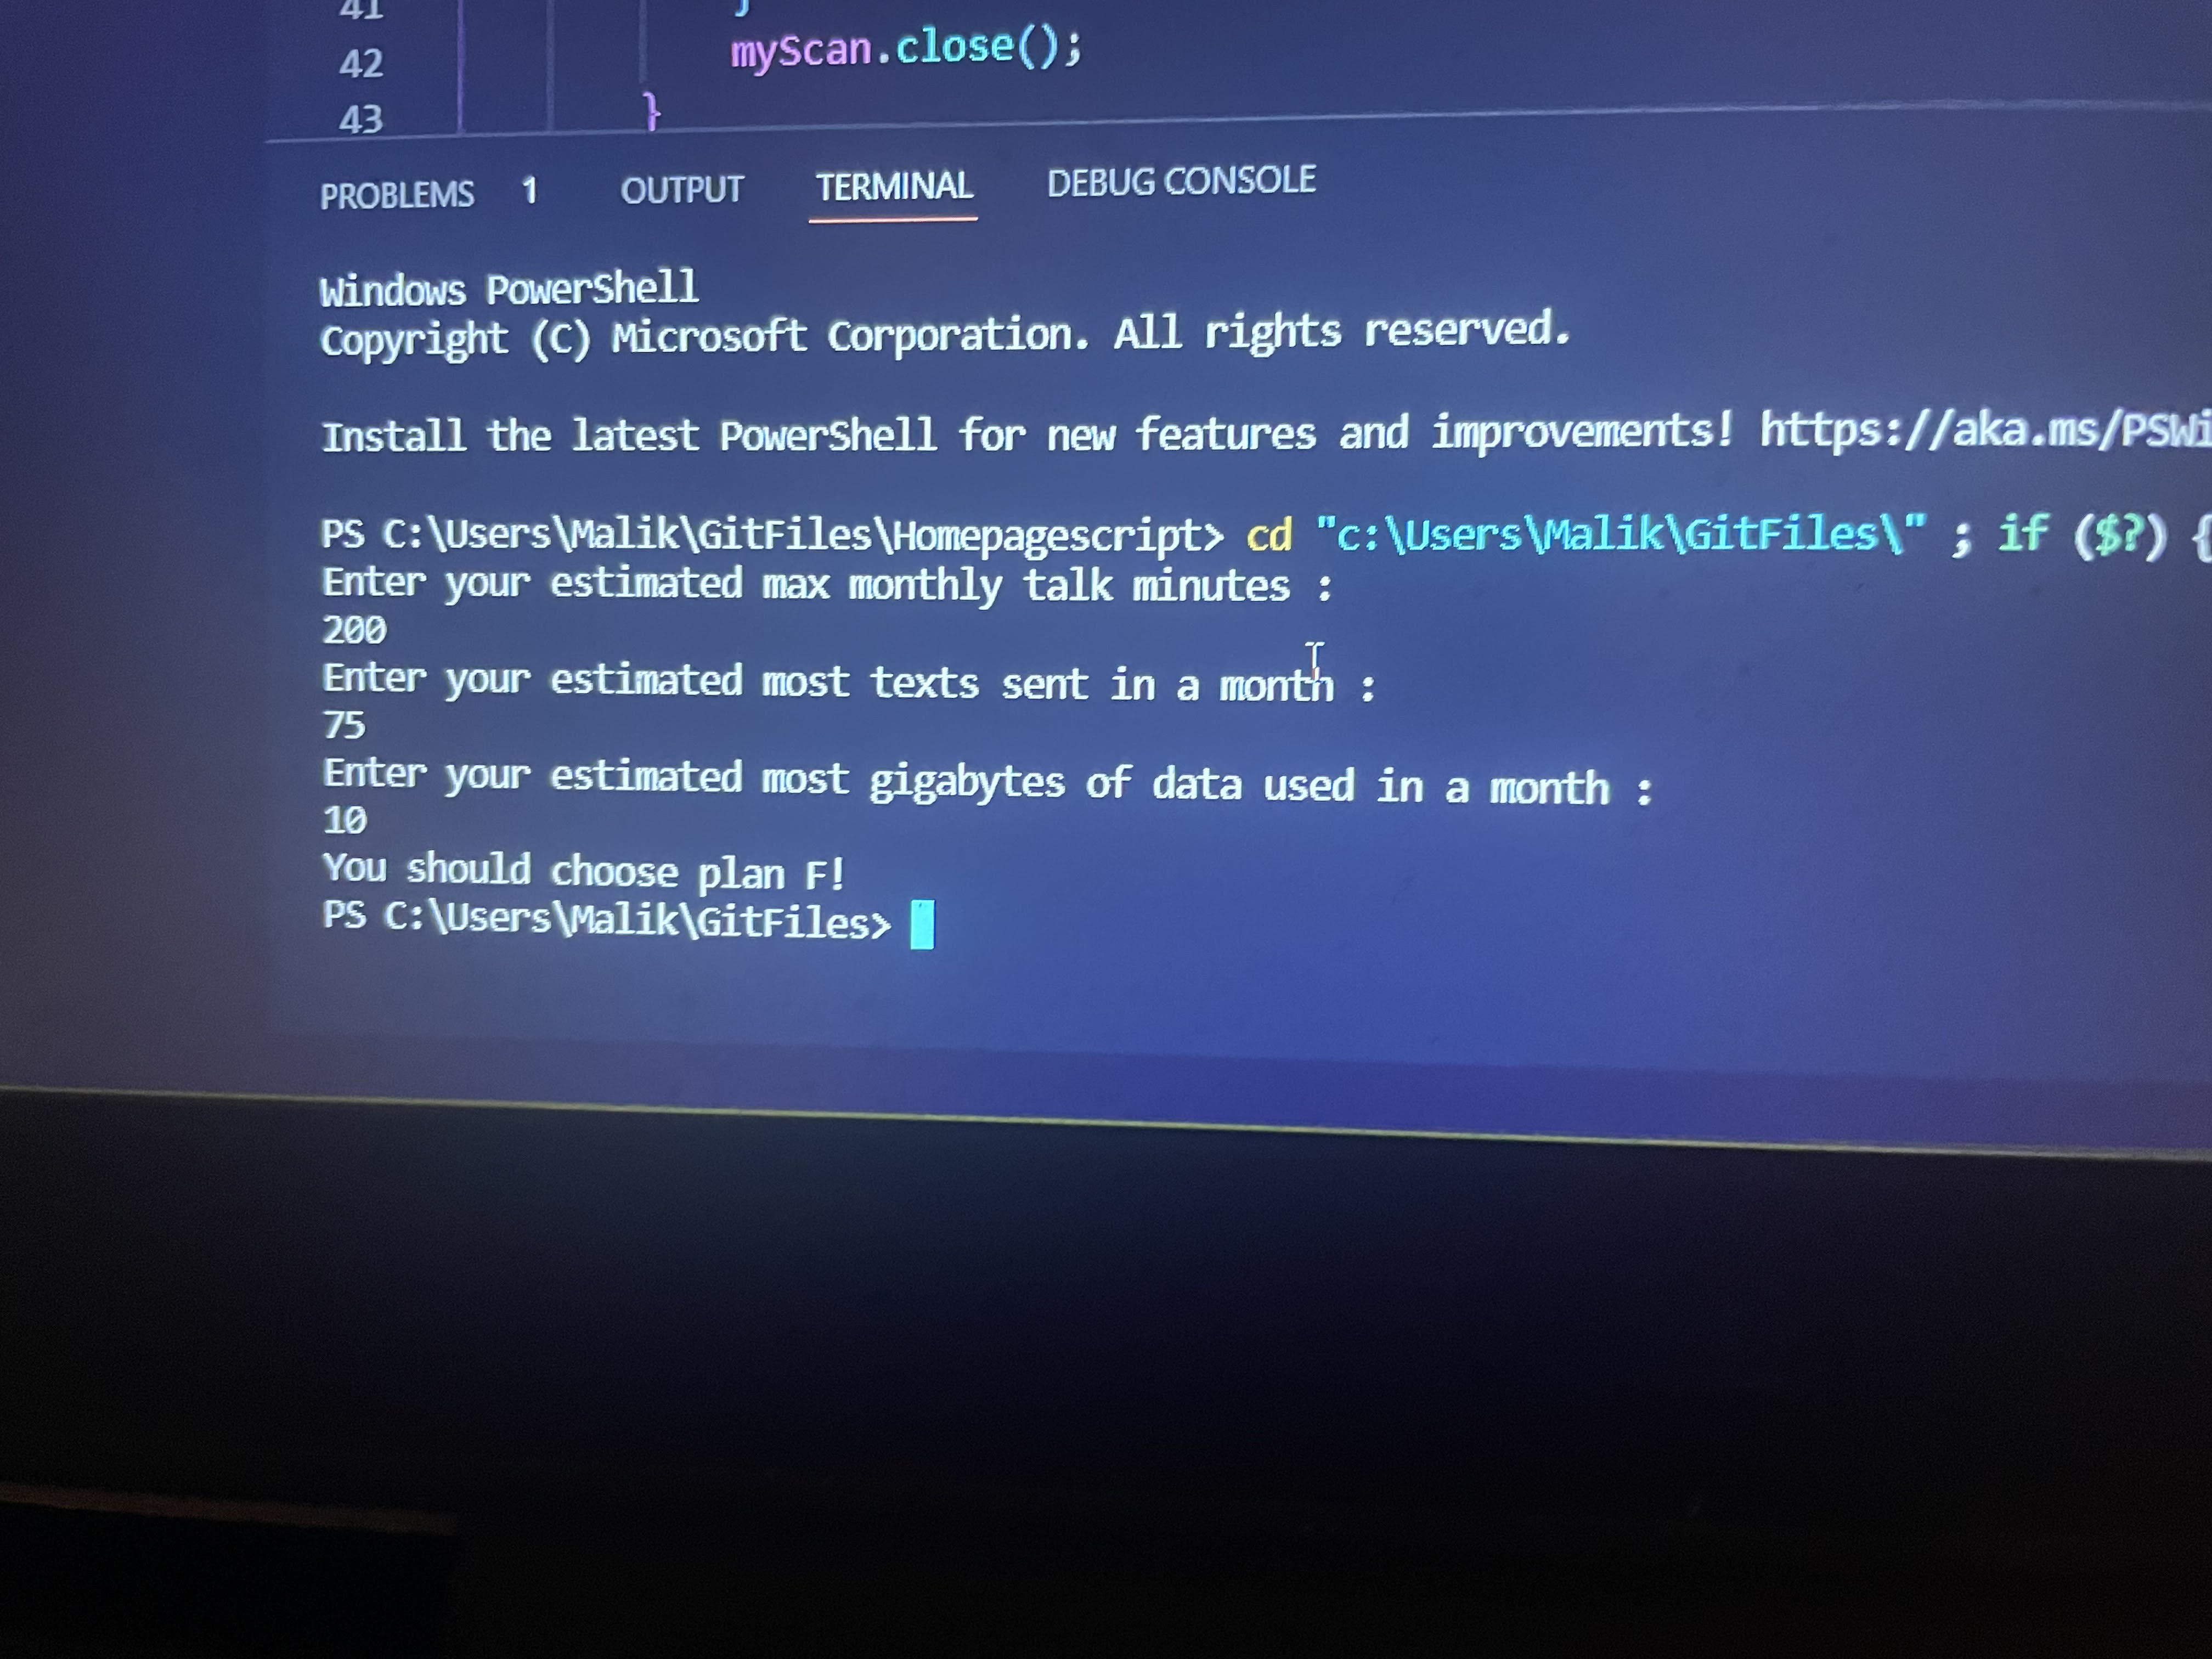 41
}
42 myScan.close();
43 }
PROBLEMS 1 OUTPUT TERMINAL DEBUG CONSOLE
Windows PowerShell
Copyright (C) Microsoft Corporation. All rights reserved.
Install the latest PowerShell for new features and improvements! https://aka.ms/PSWi
PS C:\Users\Malik\GitFiles\Homepagescript> cd "c:\Users\Malik\GitFiles\" ; if ($?) {
Enter your estimated max monthly talk minutes :
200
Enter your estimated most texts sent in a month :
75
Enter your estimated most gigabytes of data used in a month :
10
You should choose plan F!
PS C:\Users\Malik\GitFiles>